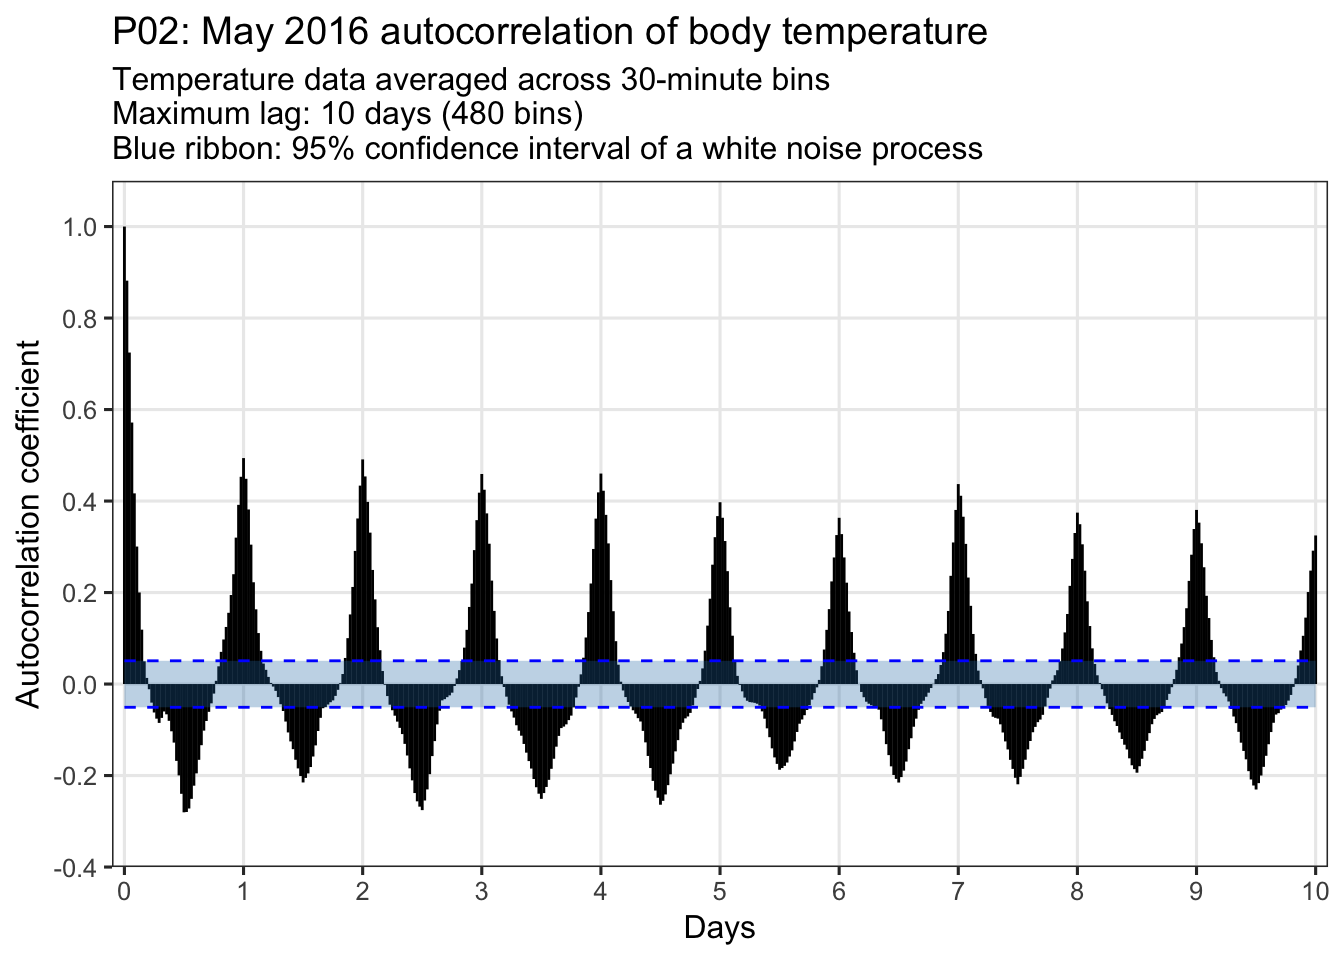 P02: May 2016 autocorrelation of body temperature
Temperature data averaged across 30-minute bins
Maximum lag: 10 days (480 bins)
Blue ribbon: 95% confidence interval of a white noise process
Autocorrelation coefficient
1.0
0.8
0.6
0.4
0.2
0.0
-0.2
-0.4
0 1 2 3 4 5 6 7 8 9 10
Days